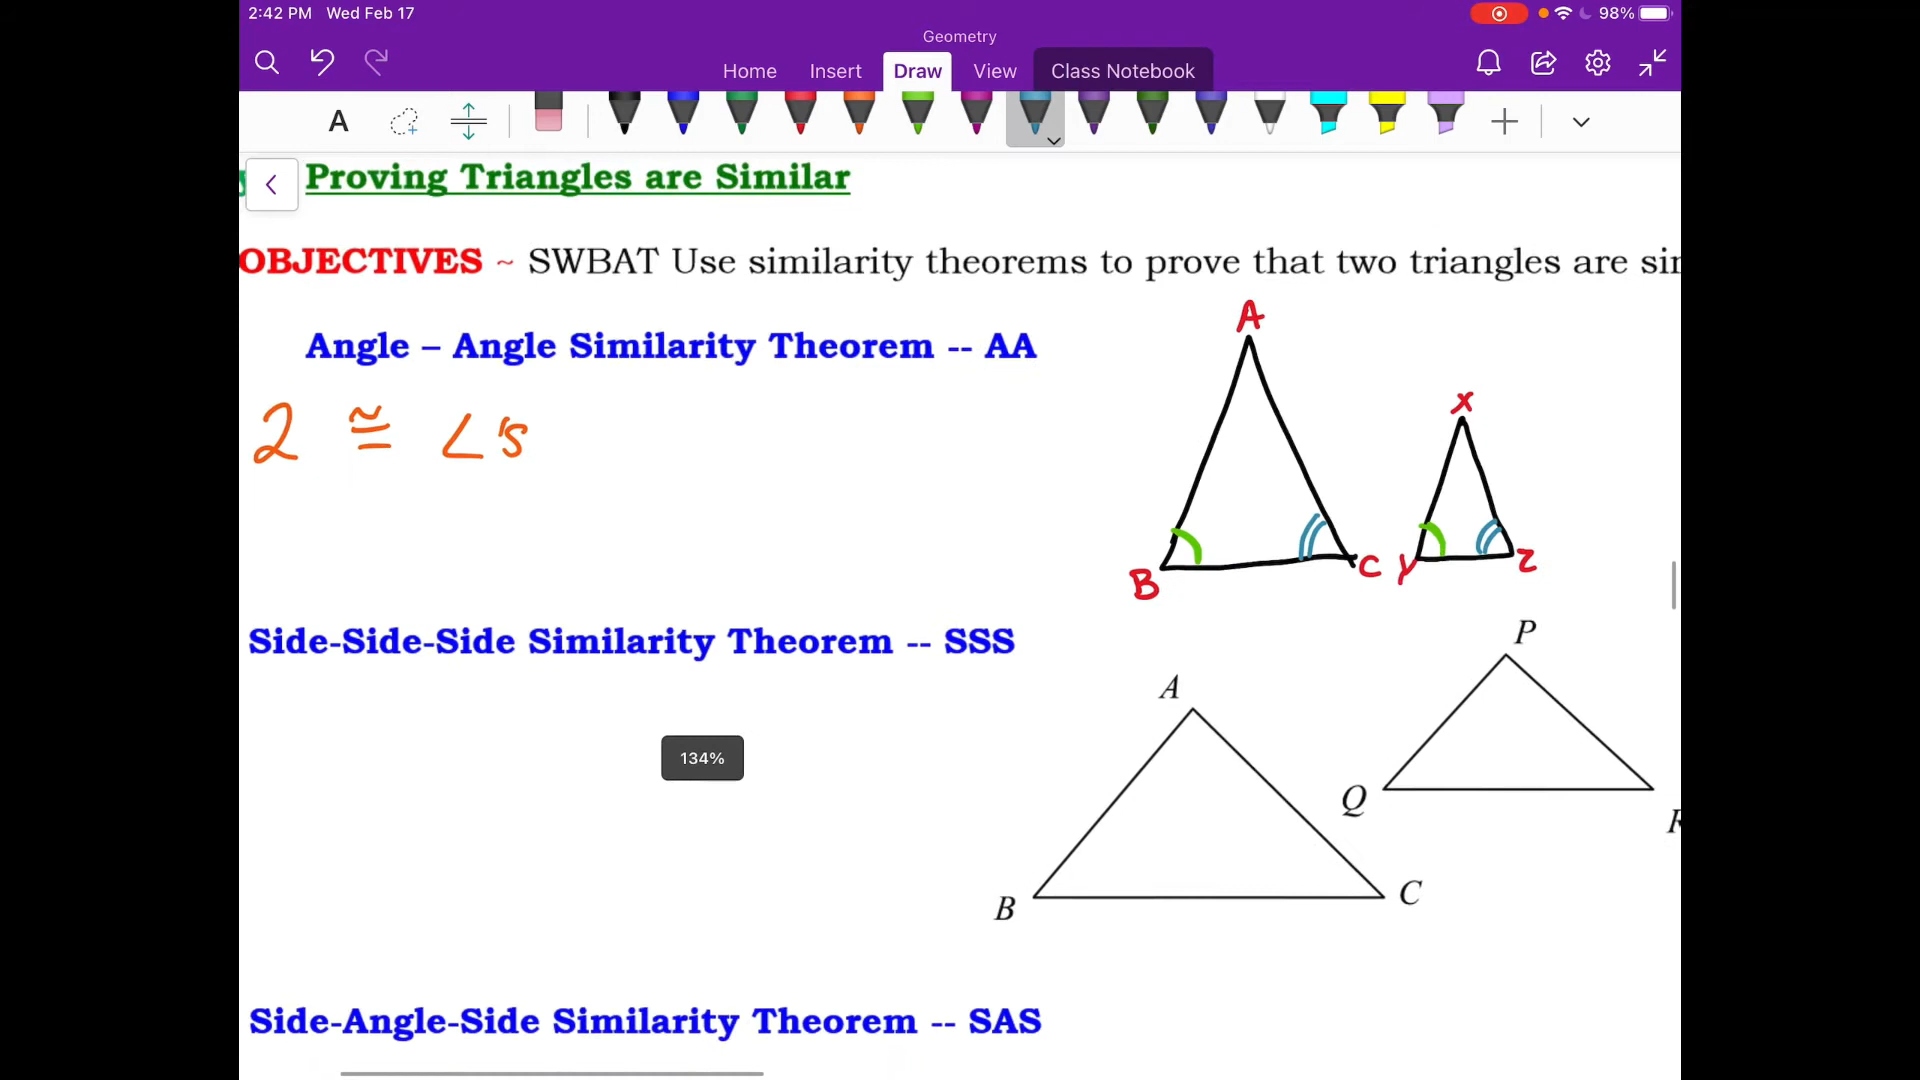 2:42 PM Wed Feb 17
98%
Geometry
Home Insert Draw View Class Notebook
A
Proving Triangles are Similar
OBJECTIVES ~ SWBAT Use similarity theorems to prove that two triangles are sir
Angle – Angle Similarity Theorem -- AA
2 ≅ ∠'s
A
B
C
X
Y
Z
Side-Side-Side Similarity Theorem -- SSS
134%
A
B
C
P
Q
Side-Angle-Side Similarity Theorem -- SAS